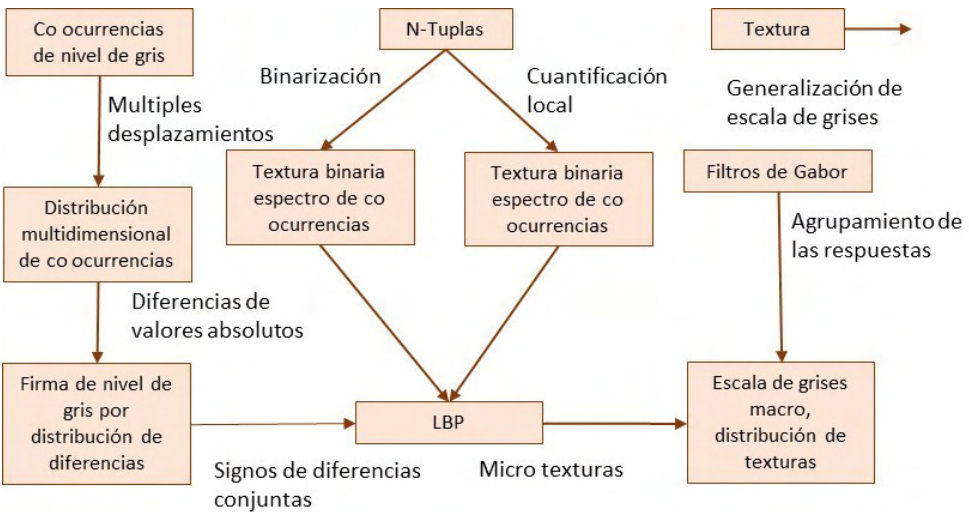 Co ocurrencias
de nivel de gris
N-Tuplas
Textura
Binarización
Cuantificación
local
Generalización de
escala de grises
Multiples
desplazamientos
Textura binaria
espectro de co
ocurrencias
Textura binaria
espectro de co
ocurrencias
Filtros de Gabor
Distribución
multidimensional
de co ocurrencias
Agrupamiento de
las respuestas
Diferencias de
valores absolutos
Firma de nivel de
gris por
distribución de
diferencias
LBP
Escala de grises
macro,
distribución de
texturas
Signos de diferencias
conjuntas
Micro texturas